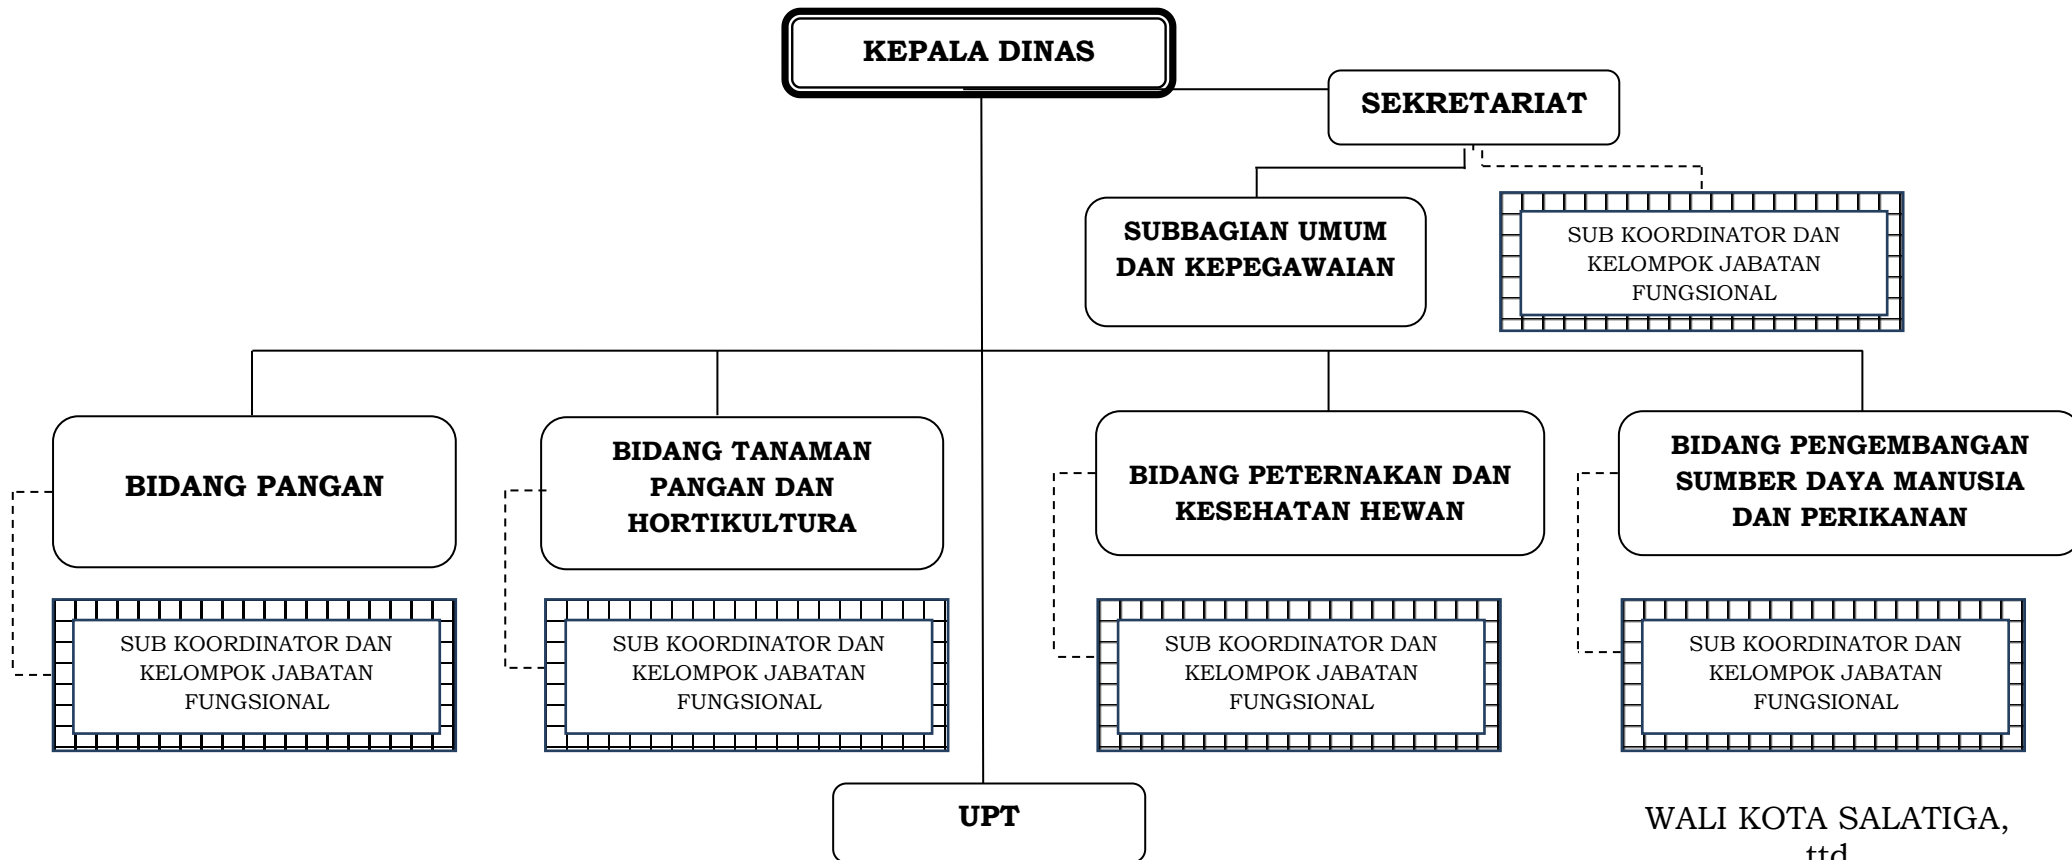 KEPALA DINAS
SEKRETARIAT
SUBBAGIAN UMUM
DAN KEPEGAWAIAN
SUB KOORDINATOR DAN
KELOMPOK JABATAN
FUNGSIONAL
BIDANG PANGAN
BIDANG TANAMAN
PANGAN DAN
HORTIKULTURA
BIDANG PETERNAKAN DAN
KESEHATAN HEWAN
BIDANG PENGEMBANGAN
SUMBER DAYA MANUSIA
DAN PERIKANAN
SUB KOORDINATOR DAN
KELOMPOK JABATAN
FUNGSIONAL
SUB KOORDINATOR DAN
KELOMPOK JABATAN
FUNGSIONAL
SUB KOORDINATOR DAN
KELOMPOK JABATAN
FUNGSIONAL
SUB KOORDINATOR DAN
KELOMPOK JABATAN
FUNGSIONAL
UPT
WALI KOTA SALATIGA,
ttd